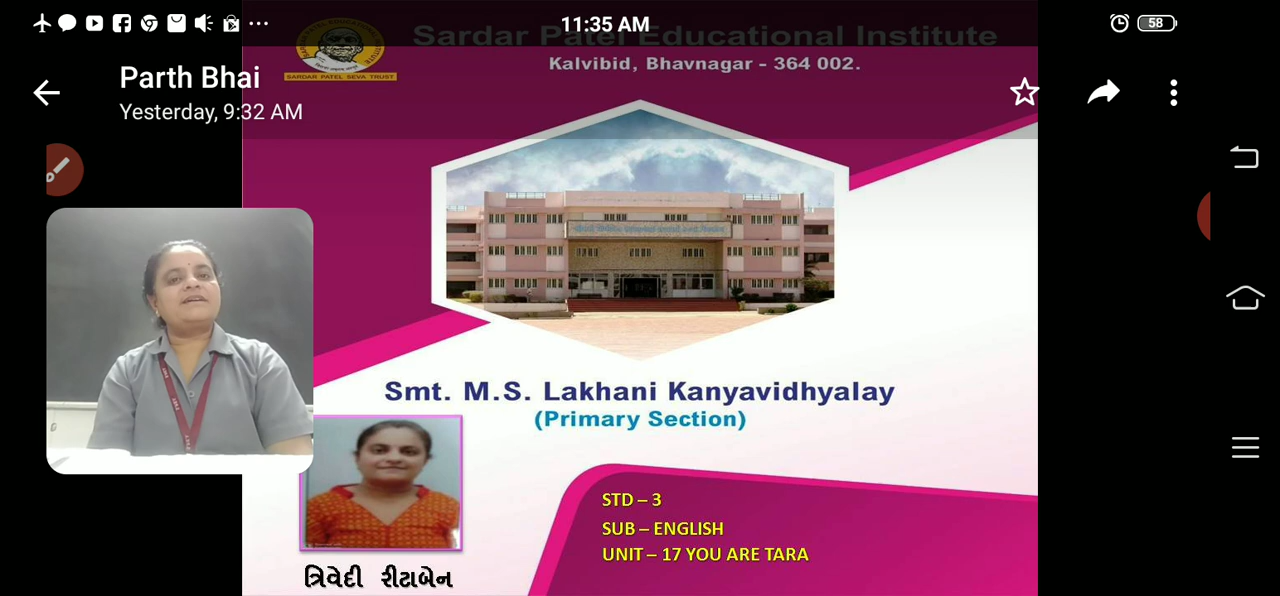 11:35 AM
58
Parth Bhai
Yesterday, 9:32 AM
SARDAR PATEL SEVA TRUST
Sardar Patel Educational Institute
Kalvibid, Bhavnagar - 364 002.
Smt. M.S. Lakhani Kanyavidhyalay
(Primary Section)
ત્રિવેદી રીટાબેન
STD – 3
SUB – ENGLISH
UNIT – 17 YOU ARE TARA